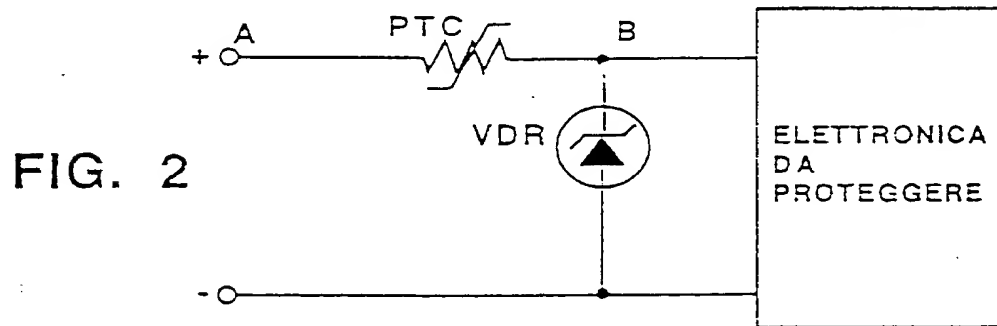 PTC
+ A
B
VDR
ELETTRONICA
DA
PROTEGGERE
FIG. 2
-